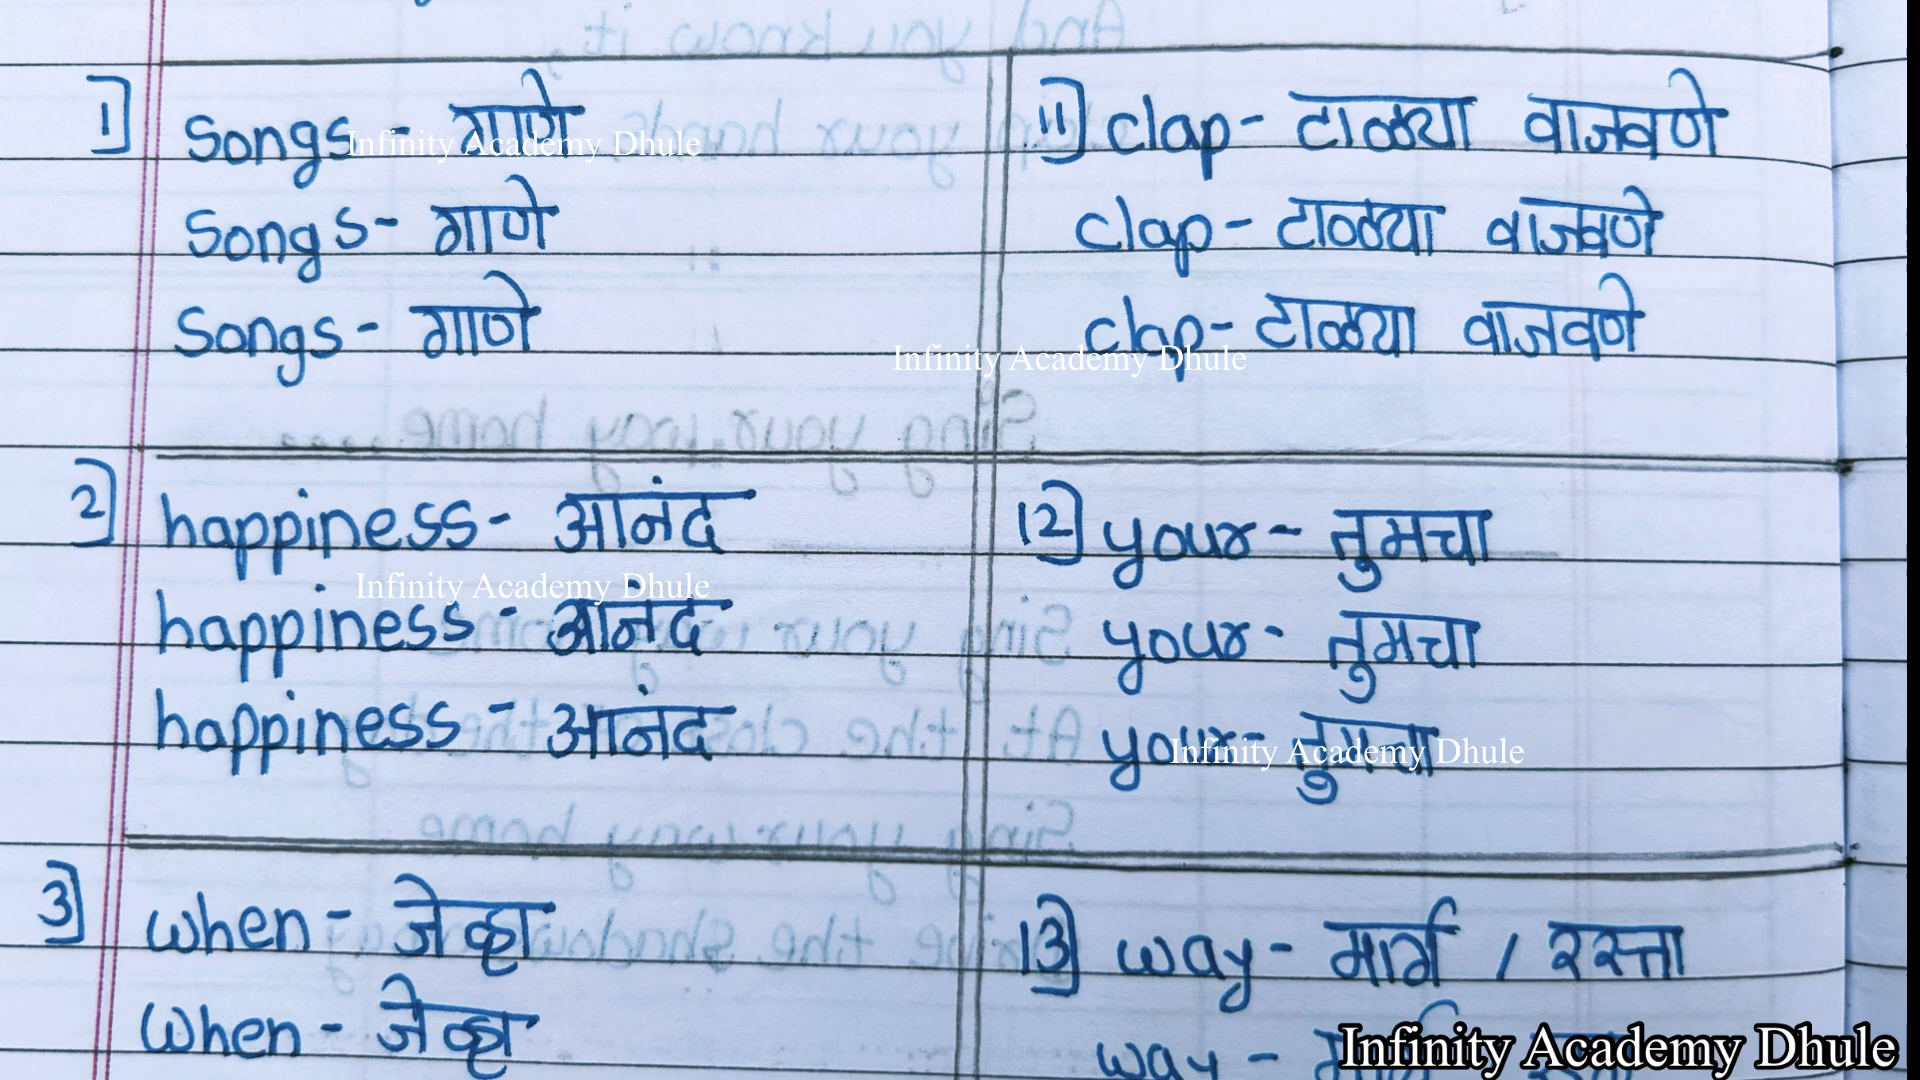 1] Songs - गाणे
Songs - गाणे
Songs - गाणे
2] happiness - आनंद
happiness - आनंद
happiness - आनंद
3] when - जेव्हा
when - जेव्हा
11] clap - टाळ्या वाजवणे
clap - टाळ्या वाजवणे
clap - टाळ्या वाजवणे
12] your - तुमचा
your - तुमचा
your - तुमचा
13] way - मार्ग / रस्ता
way - मार्ग
Infinity Academy Dhule
Infinity Academy Dhule
Infinity Academy Dhule
Infinity Academy Dhule
Infinity Academy Dhule